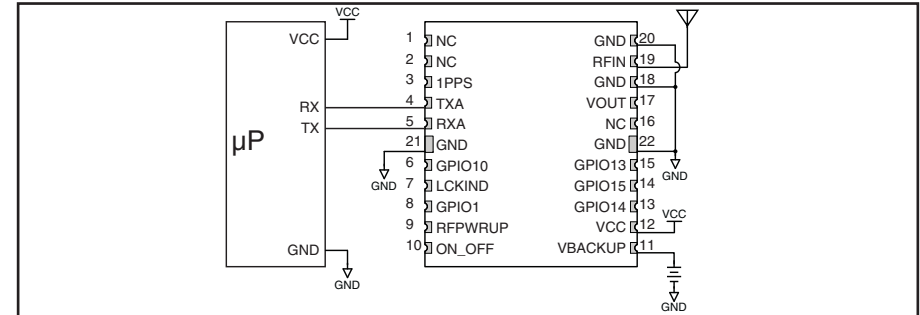 VCC
VCC
µP
RX
TX
GND
GND
1 NC
2 NC
3 1PPS
4 TXA
5 RXA
21 GND
GND
6 GPIO10
7 LCKIND
8 GPIO1
9 RFPWRUP
10 ON_OFF
GND 20
RFIN 19
GND 18
VOUT 17
NC 16
GND 22
GPIO13 15
GND
GPIO15 14
GPIO14 13
VCC
VCC 12
VBACKUP 11
GND